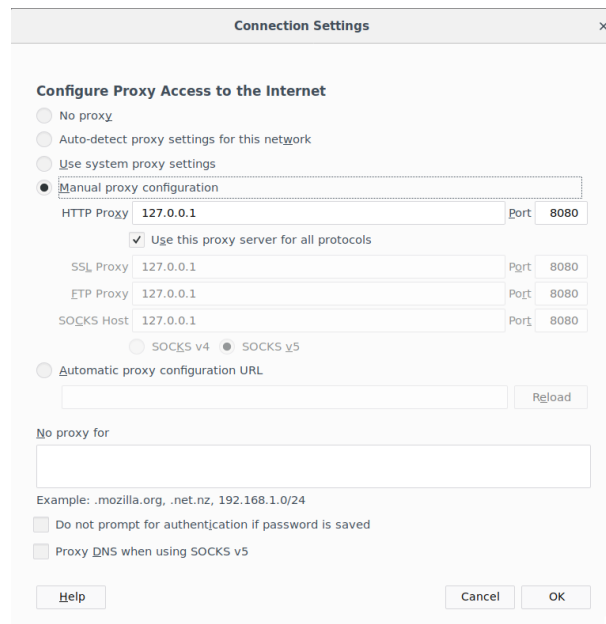 Connection Settings ×
Configure Proxy Access to the Internet
No proxy
Auto-detect proxy settings for this network
Use system proxy settings
Manual proxy configuration
HTTP Proxy 127.0.0.1 Port 8080
Use this proxy server for all protocols
SSL Proxy 127.0.0.1 Port 8080
FTP Proxy 127.0.0.1 Port 8080
SOCKS Host 127.0.0.1 Port 8080
SOCKS v4 SOCKS v5
Automatic proxy configuration URL
Reload
No proxy for
Example: .mozilla.org, .net.nz, 192.168.1.0/24
Do not prompt for authentication if password is saved
Proxy DNS when using SOCKS v5
Help Cancel OK